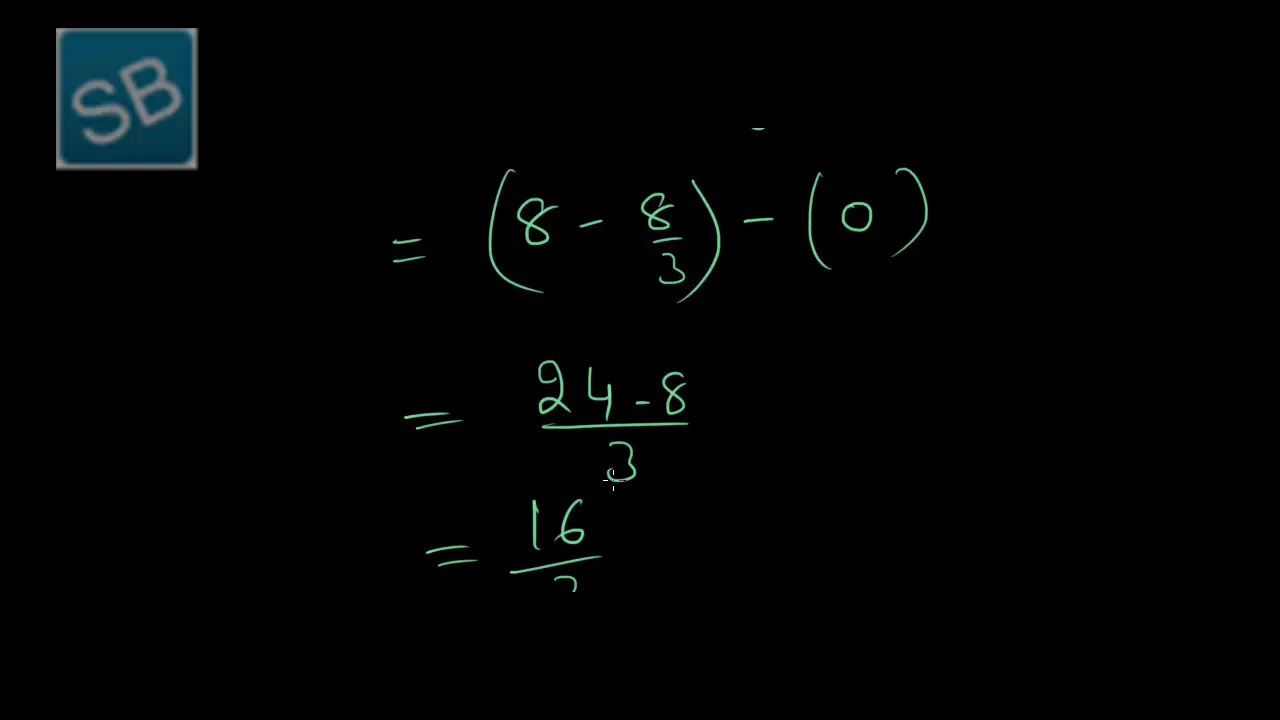 SB
= (8 - 8/3) - (0)
= 24-8/3
= 16/